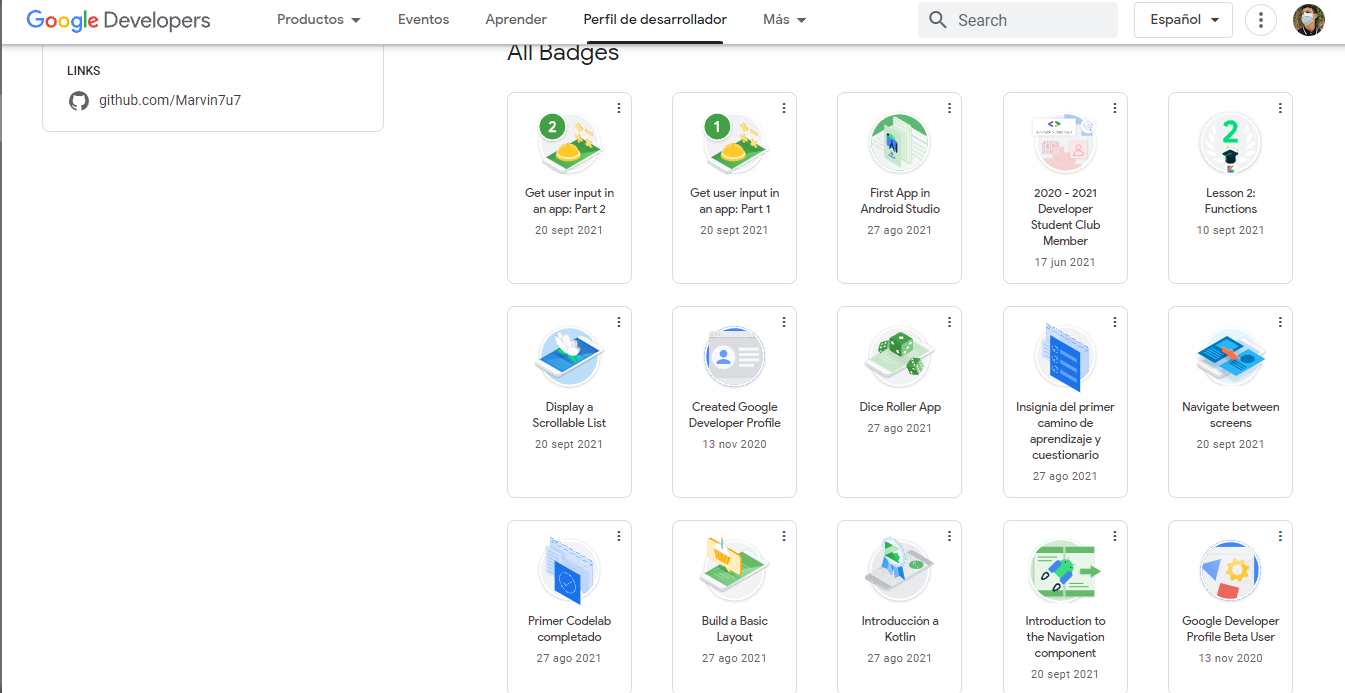 Google Developers
Productos
Eventos
Aprender
Perfil de desarrollador
Más
Search
Español
LINKS
github.com/Marvin7u7
All Badges
2
Get user input in
an app: Part 2
20 sept 2021
1
Get user input in
an app: Part 1
20 sept 2021
First App in
Android Studio
27 ago 2021
2020 - 2021
Developer
Student Club
Member
17 jun 2021
2
Lesson 2:
Functions
10 sept 2021
Display a
Scrollable List
20 sept 2021
Created Google
Developer Profile
13 nov 2020
Dice Roller App
27 ago 2021
Insignia del primer
camino de
aprendizaje y
cuestionario
27 ago 2021
Navigate between
screens
20 sept 2021
Primer Codelab
completado
27 ago 2021
Build a Basic
Layout
27 ago 2021
Introducción a
Kotlin
27 ago 2021
Introduction to
the Navigation
component
20 sept 2021
Google Developer
Profile Beta User
13 nov 2020